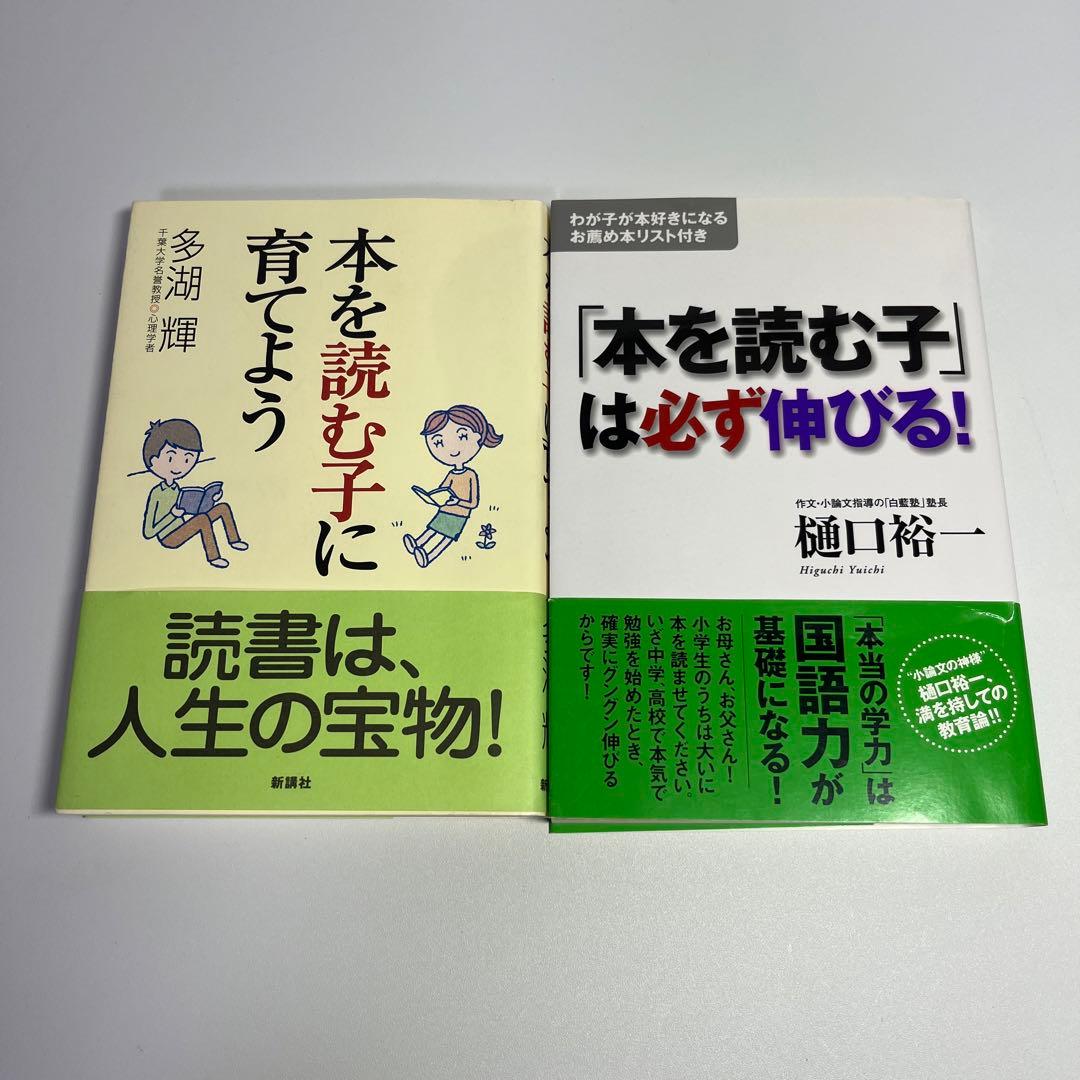 本を読む子に
育てよう
多湖 輝
千葉大学名誉教授◎心理学者
読書は、
人生の宝物!
新講社
わが子が本好きになる
お薦め本リスト付き
「本を読む子」
は必ず伸びる!
作文・小論文指導の「白藍塾」塾長
樋口裕一
Higuchi Yuichi
"小論文の神様"
樋口裕一、
満を持しての
教育論!!
「本当の学力」は
国語力が
基礎になる!
お母さん、お父さん!
小学生のうちは大いに
本を読ませてください。
いざ中学、高校で本気で
勉強を始めたとき、
確実にグングン伸びる
からです!